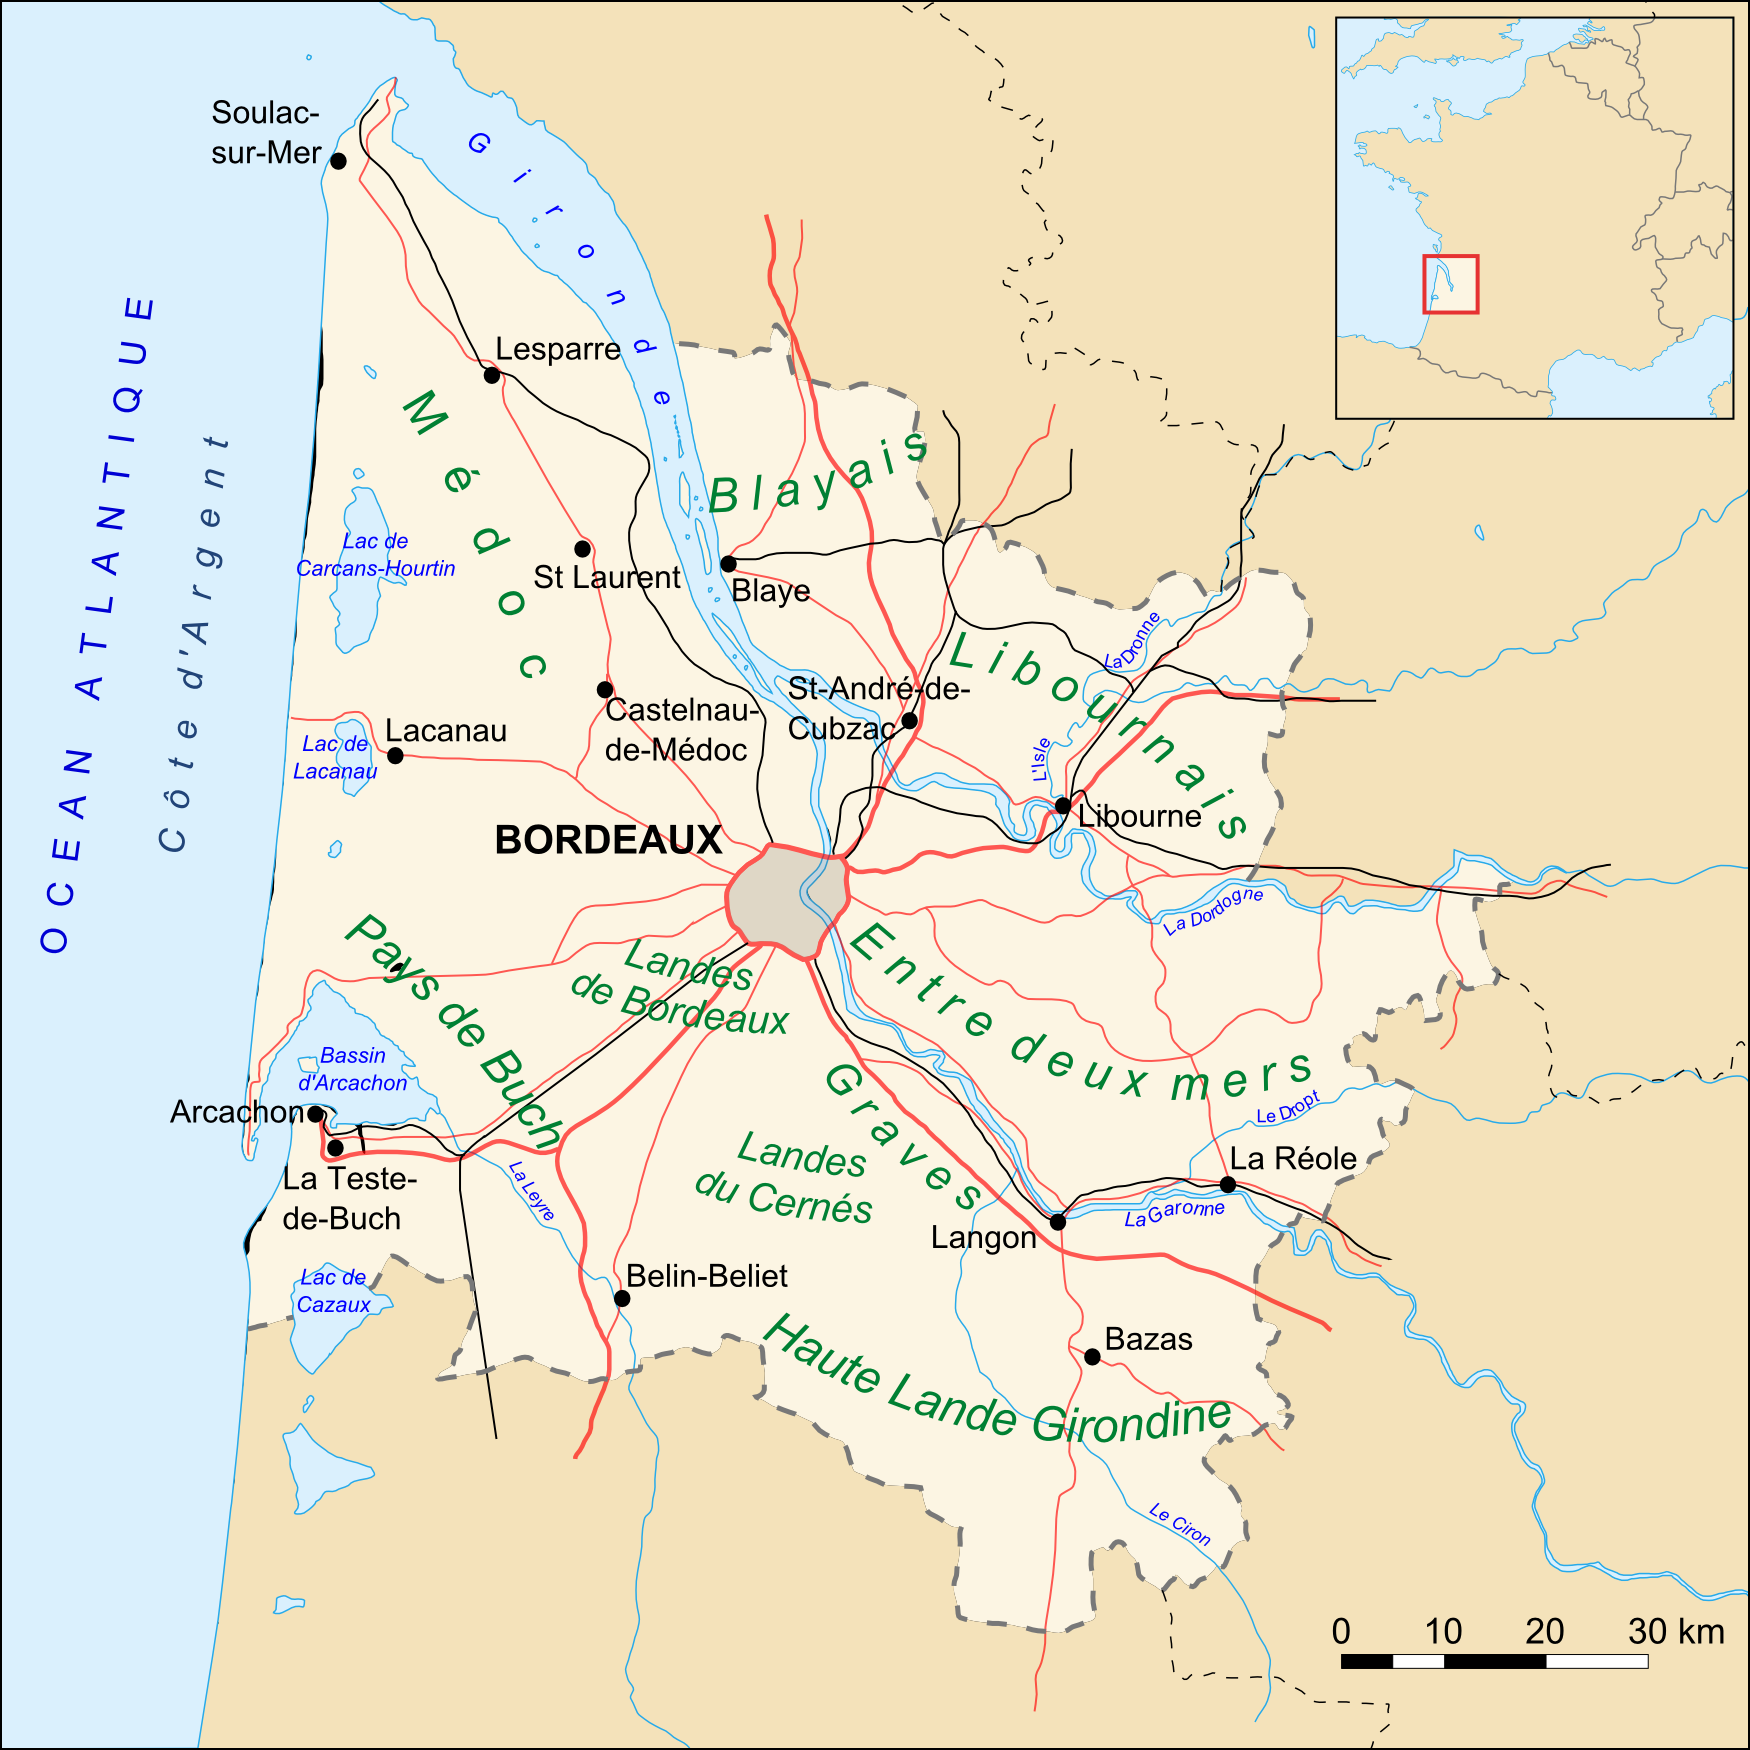 Soulac-
sur-Mer
Gironde
Lesparre
OCEAN ATLANTIQUE
Côte d'Argent
Médoc
Blayais
Lac de
Carcans-Hourtin
St Laurent
Blaye
Libournais
La Dronne
St-André-de-
Cubzac
Castelnau-
de-Médoc
Lacanau
Lac de
Lacanau
L'Isle
Libourne
BORDEAUX
La Dordogne
Pays de Buch
Landes
de Bordeaux
Entre deux mers
Bassin
d'Arcachon
Arcachon
Graves
Le Dropt
La Teste-
de-Buch
La Leyre
Landes
du Cernés
La Réole
La Garonne
Langon
Lac de
Cazaux
Belin-Beliet
Bazas
Haute Lande Girondine
Le Ciron
0 10 20 30 km